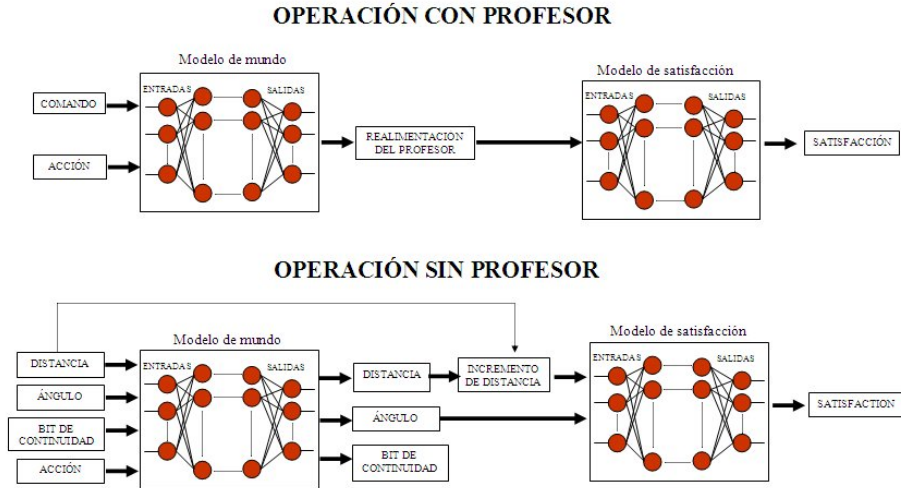 OPERACIÓN CON PROFESOR
Modelo de mundo
Modelo de satisfacción
ENTRADAS
SALIDAS
ENTRADAS
SALIDAS
COMANDO
ACCIÓN
REALIMENTACIÓN
DEL PROFESOR
SATISFACCIÓN
OPERACIÓN SIN PROFESOR
Modelo de mundo
Modelo de satisfacción
ENTRADAS
SALIDAS
ENTRADAS
SALIDAS
DISTANCIA
ÁNGULO
BIT DE
CONTINUIDAD
ACCIÓN
DISTANCIA
INCREMENTO
DE DISTANCIA
ÁNGULO
BIT DE
CONTINUIDAD
SATISFACTION